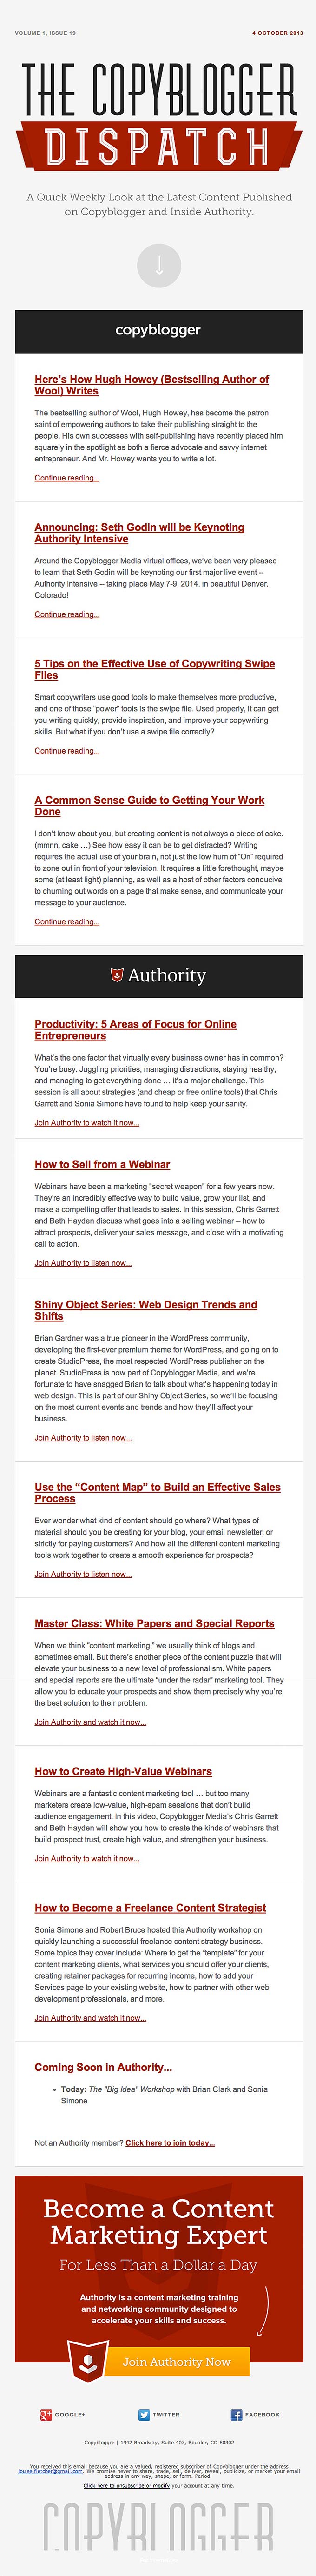 VOLUME 1, ISSUE 19
4 OCTOBER 2013
THE COPYBLOGGER
DISPATCH
A Quick Weekly Look at the Latest Content Published
on Copyblogger and Inside Authority.
copyblogger
Here's How Hugh Howey (Bestselling Author of
Wool) Writes
The bestselling author of Wool, Hugh Howey, has become the patron
saint of empowering authors to take their publishing straight to the
people. His own successes with self-publishing have recently placed him
squarely in the spotlight as both a fierce advocate and savvy internet
entrepreneur. And Mr. Howey wants you to write a lot.
Continue reading...
Announcing: Seth Godin will be Keynoting
Authority Intensive
Around the Copyblogger Media virtual offices, we've been very pleased
to learn that Seth Godin will be keynoting our first major live event --
Authority Intensive -- taking place May 7-9, 2014, in beautiful Denver,
Colorado!
Continue reading...
5 Tips on the Effective Use of Copywriting Swipe
Files
Smart copywriters use good tools to make themselves more productive,
and one of those "power" tools is the swipe file. Used properly, it can get
you writing quickly, provide inspiration, and improve your copywriting
skills. But what if you don't use a swipe file correctly?
Continue reading...
A Common Sense Guide to Getting Your Work
Done
I don't know about you, but creating content is not always a piece of cake.
(mmm, cake …) See how easy it can be to get distracted? Writing
requires the actual use of your brain, not just the low hum of "On" required
to zone out in front of your television. It requires a little forethought, maybe
some (at least light) planning, as well as a host of other factors conducive
to churning out words on a page that make sense, and communicate your
message to your audience.
Continue reading...
Authority
Productivity: 5 Areas of Focus for Online
Entrepreneurs
What's the one factor that virtually every business owner has in common?
You're busy. Juggling priorities, managing distractions, staying healthy,
and managing to get everything done … it's a major challenge. This
session is all about strategies (and cheap or free online tools) that Chris
Garrett and Sonia Simone have found to help keep your sanity.
Join Authority to watch it now...
How to Sell from a Webinar
Webinars have been a marketing "secret weapon" for a few years now.
They're an incredibly effective way to build value, grow your list, and
make a compelling offer that leads to sales. In this session, Chris Garrett
and Beth Hayden discuss what goes into a selling webinar -- how to
attract prospects, deliver your sales message, and close with a motivating
call to action.
Join Authority to listen now...
Shiny Object Series: Web Design Trends and
Shifts
Brian Gardner was a true pioneer in the WordPress community,
developing the first-ever premium theme for WordPress, and going on to
create StudioPress, the most respected WordPress publisher on the
planet. StudioPress is now part of Copyblogger Media, and we're
fortunate to have snagged Brian to talk about what's happening today in
web design. This is part of our Shiny Object Series, so we'll be focusing
on the most current events and trends and how they'll affect your
business.
Join Authority to listen now...
Use the “Content Map” to Build an Effective Sales
Process
Ever wonder what kind of content should go where? What types of
material should you be creating for your blog, your email newsletter, or
strictly for paying customers? And how all the different content marketing
tools work together to create a smooth experience for prospects?
Join Authority to listen now...
Master Class: White Papers and Special Reports
When we think "content marketing," we usually think of blogs and
sometimes email. But there's another piece of the content puzzle that will
elevate your business to a new level of professionalism. White papers
and special reports are the ultimate "under the radar" marketing tool. They
allow you to educate your prospects and show them precisely why you're
the best solution to their problem.
Join Authority and watch it now...
How to Create High-Value Webinars
Webinars are a fantastic content marketing tool … but too many
marketers create low-value, high-spam sessions that don't build
audience engagement. In this video, Copyblogger Media's Chris Garrett
and Beth Hayden will show you how to create the kinds of webinars that
build prospect trust, create high value, and strengthen your business.
Join Authority to watch it now...
How to Become a Freelance Content Strategist
Sonia Simone and Robert Bruce hosted this Authority workshop on
quickly launching a successful freelance content strategy business.
Some topics they cover include: Where to get the "template" for your
content marketing clients, what services you should offer your clients,
creating retainer packages for recurring income, how to add your
Services page to your existing website, how to partner with other web
development professionals, and more.
Join Authority and watch it now...
Coming Soon in Authority...
• Today: The "Big Idea" Workshop with Brian Clark and Sonia
Simone
Not an Authority member? Click here to join today...
Become a Content
Marketing Expert
For Less Than a Dollar a Day
Authority is a content marketing training
and networking community designed to
accelerate your skills and success.
Join Authority Now
GOOGLE+
TWITTER
FACEBOOK
Copyblogger | 1942 Broadway, Suite 407, Boulder, CO 80302
You received this email because you are a valued, registered subscriber of Copyblogger under the address
louise.fletcher@gmail.com. We promise never to share, trade, sell, deliver, reveal, publicize, or market your email
address in any way, shape, or form. Period.
Click here to unsubscribe or modify your account at any time.
COPYBLOGGER